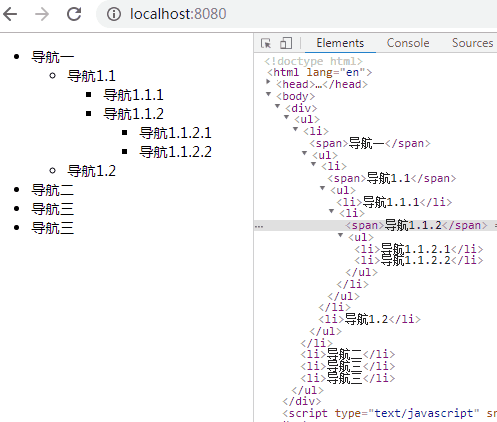 localhost:8080
导航一
导航1.1
导航1.1.1
导航1.1.2
导航1.1.2.1
导航1.1.2.2
导航1.2
导航二
导航三
导航三
Elements Console Sources
<!doctype html>
<html lang="en">
<head>…</head>
<body>
<div>
<ul>
<li>
<span>导航一</span>
<ul>
<li>
<span>导航1.1</span>
<ul>
<li>导航1.1.1</li>
<li>
… <span>导航1.1.2</span> =
<ul>
<li>导航1.1.2.1</li>
<li>导航1.1.2.2</li>
</ul>
</li>
</ul>
</li>
<li>导航1.2</li>
</ul>
</li>
<li>导航二</li>
<li>导航三</li>
<li>导航三</li>
</ul>
</div>
<script type="text/javascript" sr